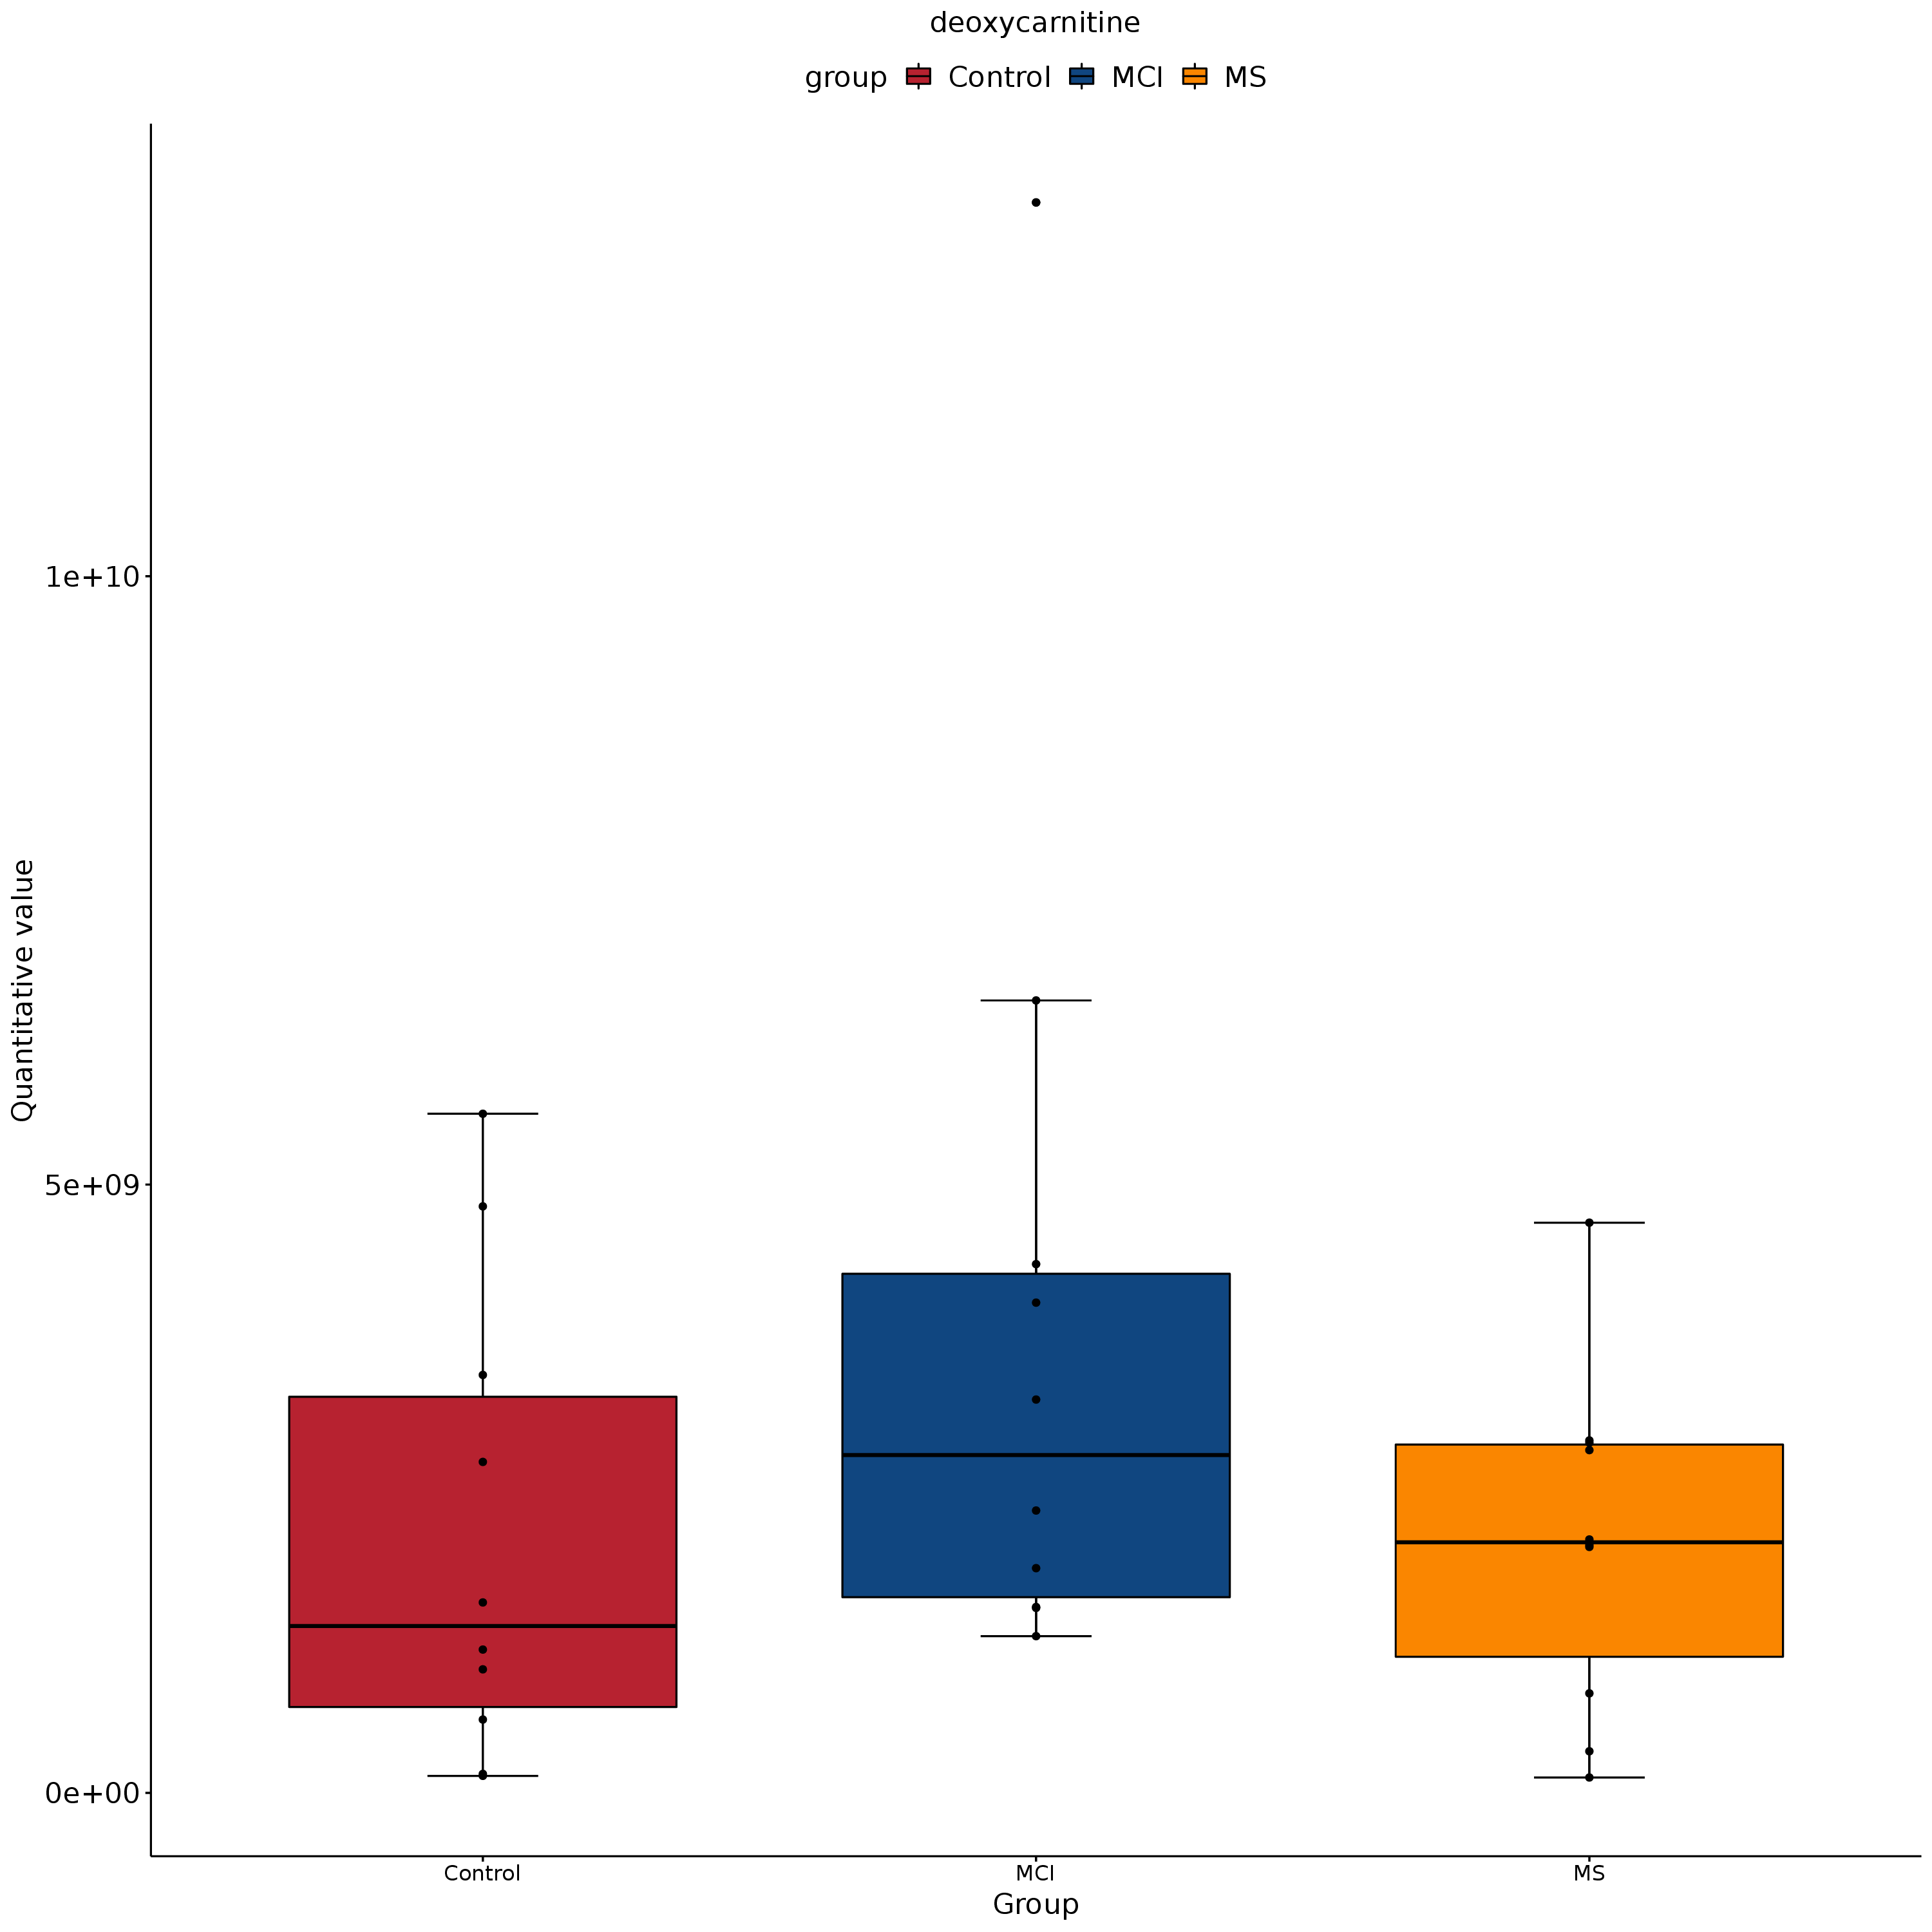 deoxycarnitine
group Control MCI MS
Quantitative value
1e+10
5e+09
0e+00
Control MCI MS
Group